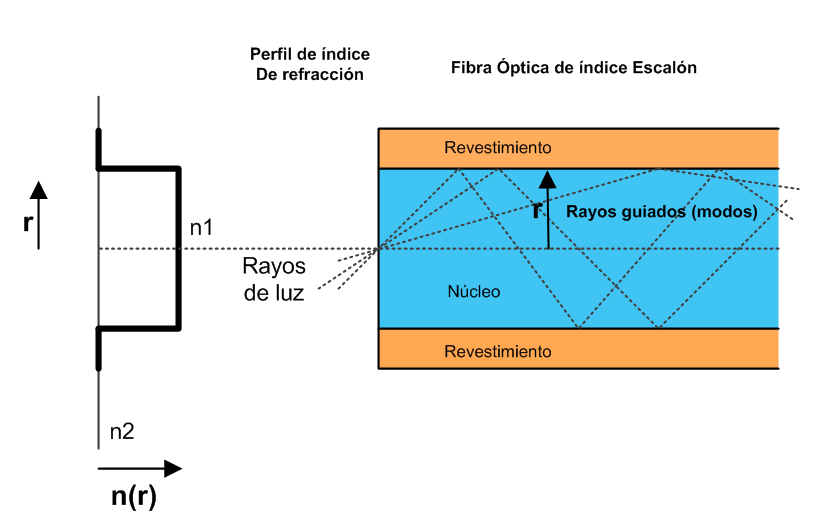 Perfil de índice
De refracción
Fibra Óptica de índice Escalón
Revestimiento
r
n1
r
Rayos guiados (modos)
Rayos
de luz
Núcleo
Revestimiento
n2
n(r)